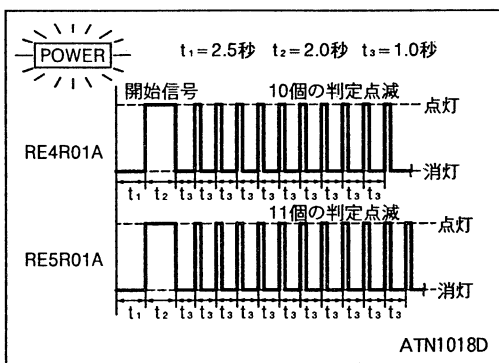 POWER t₁=2.5秒 t₂=2.0秒 t₃=1.0秒
開始信号 10個の判定点滅
点灯
RE4R01A
消灯
t₁ t₂ t₃ t₃ t₃ t₃ t₃ t₃ t₃ t₃ t₃ t₃
11個の判定点滅
点灯
RE5R01A
消灯
t₁ t₂ t₃ t₃ t₃ t₃ t₃ t₃ t₃ t₃ t₃ t₃ t₃
ATN1018D